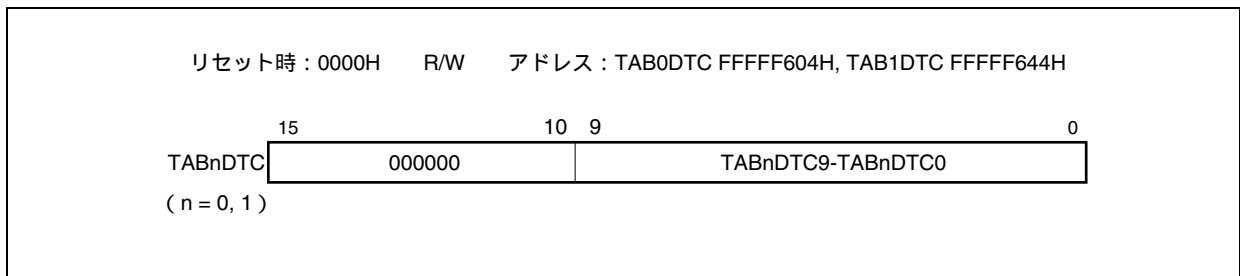 リセット時：0000H R/W アドレス：TAB0DTC FFFFF604H, TAB1DTC FFFFF644H
15 10 9 0
TABnDTC 000000 TABnDTC9-TABnDTC0
（n = 0, 1）